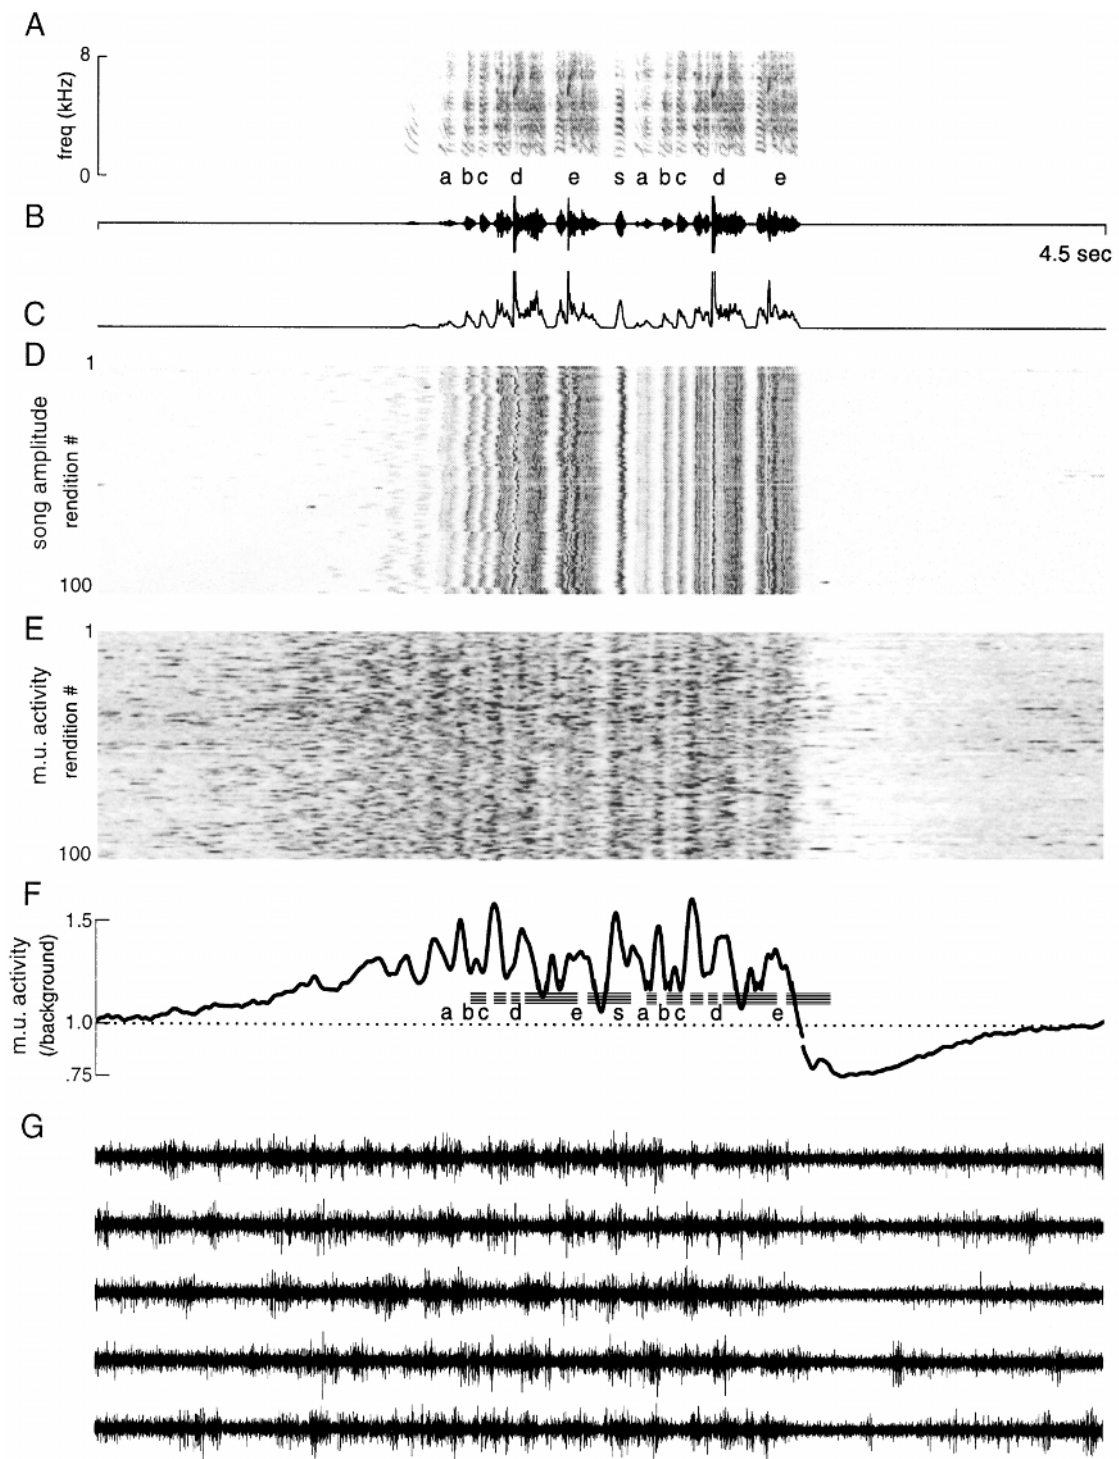 A
8
freq (kHz)
0
a b c d e s a b c d e
B
4.5 sec
C
D
1
song amplitude
rendition #
100
E
1
m.u. activity
rendition #
100
F
1.5
m.u. activity
(/background)
1.0
a b c d e s a b c d e
.75
G